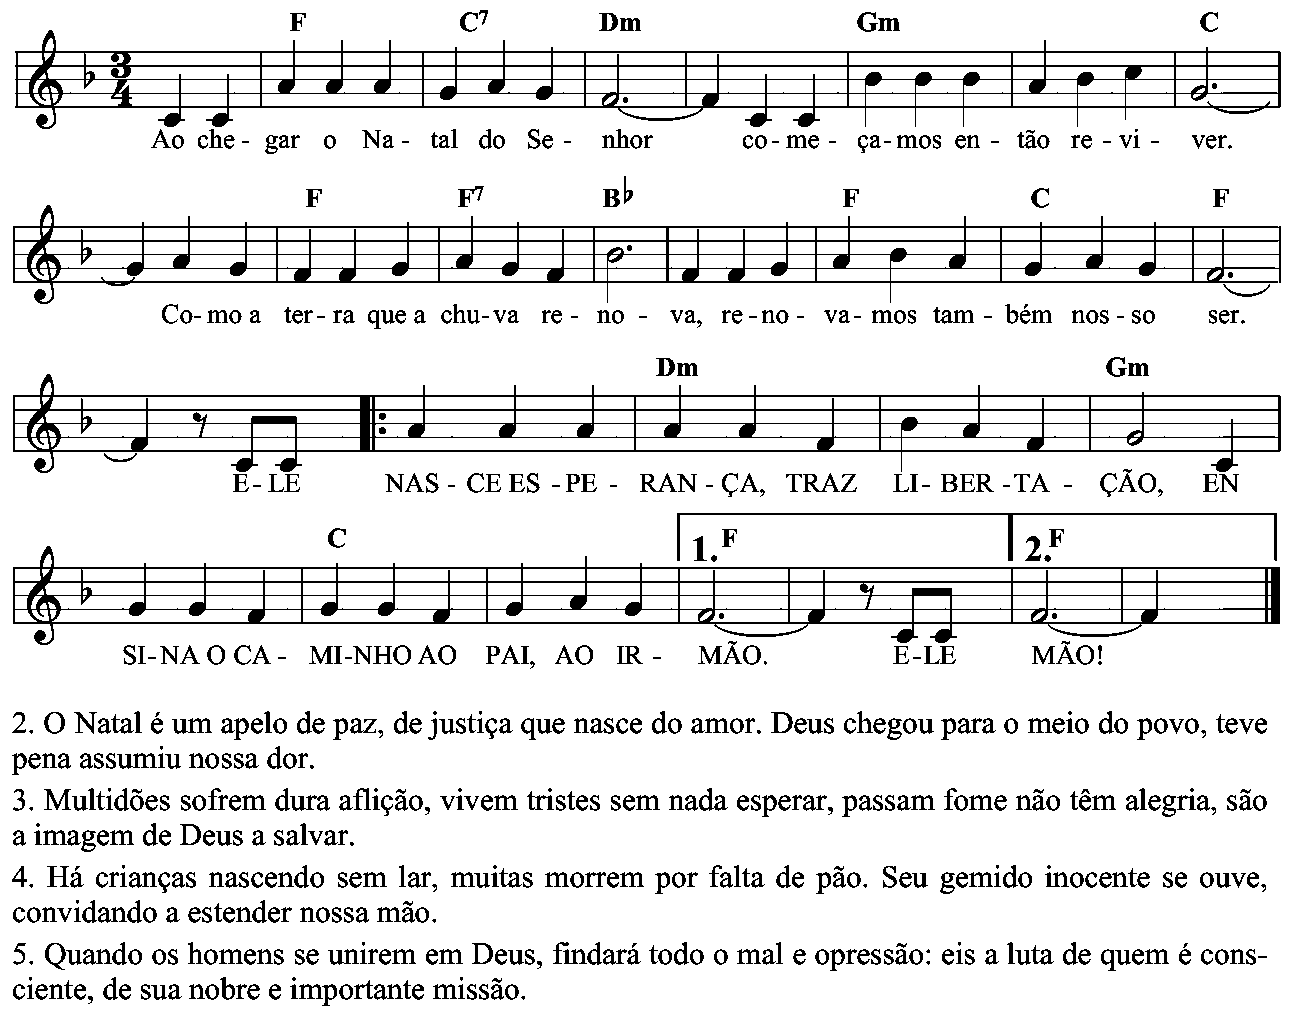 F C7 Dm Gm C
3
4
Ao che- gar o Na- tal do Se- nhor co-me- ça-mos en- tão re-vi- ver.
F F7 B♭ F C F
Co-mo a ter-ra que a chu-va re- no- va, re-no- va-mos tam- bém nos-so ser.
Dm Gm
E-LE NAS-CE ES-PE- RAN-ÇA, TRAZ LI-BER-TA- ÇÃO, EN
C 1. F 2. F
SI-NA O CA- MI-NHO AO PAI, AO IR- MÃO. E-LE MÃO!
2. O Natal é um apelo de paz, de justiça que nasce do amor. Deus chegou para o meio do povo, teve
pena assumiu nossa dor.
3. Multidões sofrem dura aflição, vivem tristes sem nada esperar, passam fome não têm alegria, são
a imagem de Deus a salvar.
4. Há crianças nascendo sem lar, muitas morrem por falta de pão. Seu gemido inocente se ouve,
convidando a estender nossa mão.
5. Quando os homens se unirem em Deus, findará todo o mal e opressão: eis a luta de quem é cons-
ciente, de sua nobre e importante missão.